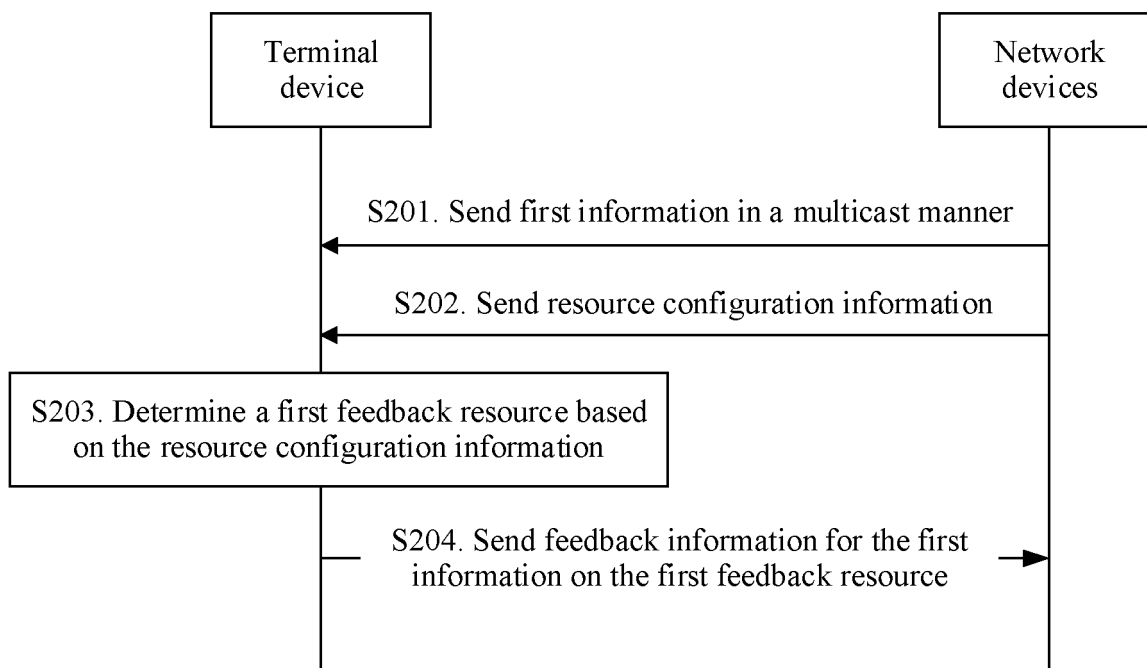 Terminal
device
Network
devices
S201. Send first information in a multicast manner
S202. Send resource configuration information
S203. Determine a first feedback resource based
on the resource configuration information
S204. Send feedback information for the first
information on the first feedback resource